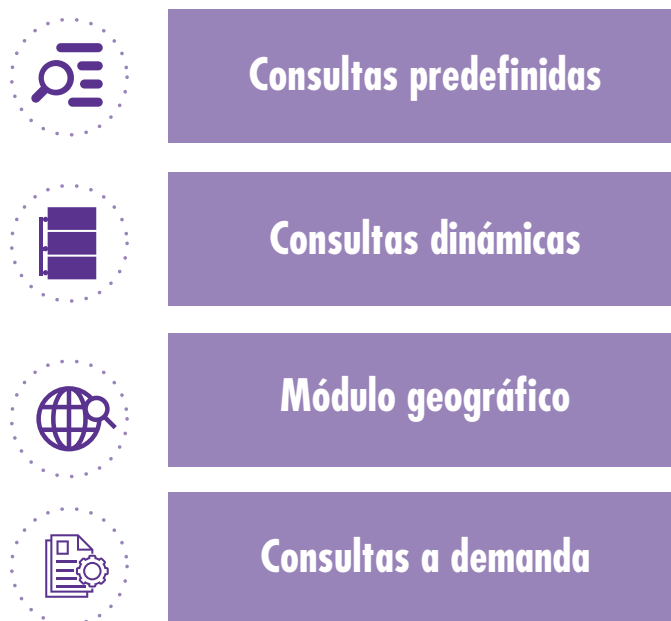 Consultas predefinidas
Consultas dinámicas
Módulo geográfico
Consultas a demanda